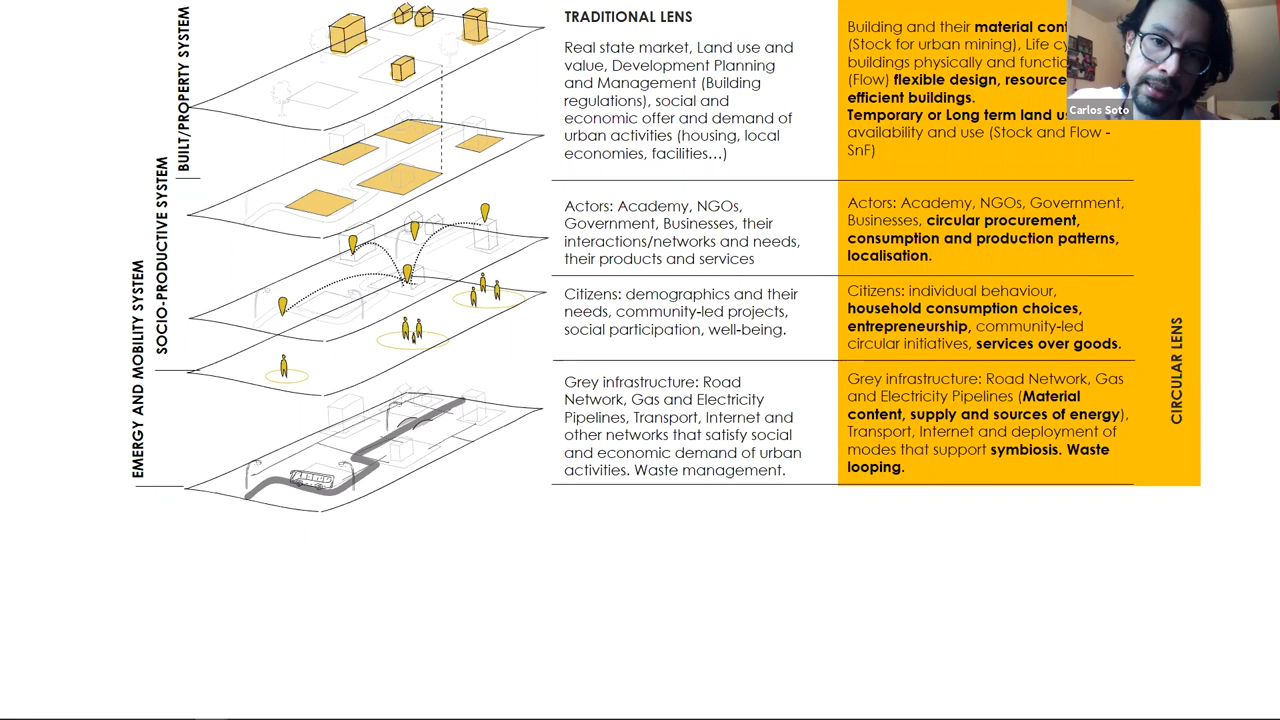 BUILT/PROPERTY SYSTEM
SOCIO-PRODUCTIVE SYSTEM
ENERGY AND MOBILITY SYSTEM
TRADITIONAL LENS
Real state market, Land use and
value, Development Planning
and Management (Building
regulations), social and
economic offer and demand of
urban activities (housing, local
economies, facilities…)
Building and their material
(Stock for urban mining), Life
buildings physically and
(Flow) flexible design, resource
efficient buildings.
Temporary or Long term land
availability and use (Stock and Flow -
SnF)
Carlos Soto
Actors: Academy, NGOs,
Government, Businesses, their
interactions/networks and needs,
their products and services
Actors: Academy, NGOs, Government,
Businesses, circular procurement,
consumption and production patterns,
localisation.
Citizens: demographics and their
needs, community-led projects,
social participation, well-being.
Citizens: individual behaviour,
household consumption choices,
entrepreneurship, community-led
circular initiatives, services over goods.
Grey infrastructure: Road
Network, Gas and Electricity
Pipelines, Transport, Internet and
other networks that satisfy social
and economic demand of urban
activities. Waste management.
Grey infrastructure: Road Network, Gas
and Electricity Pipelines (Material
content, supply and sources of energy),
Transport, Internet and deployment of
modes that support symbiosis. Waste
looping.
CIRCULAR LENS